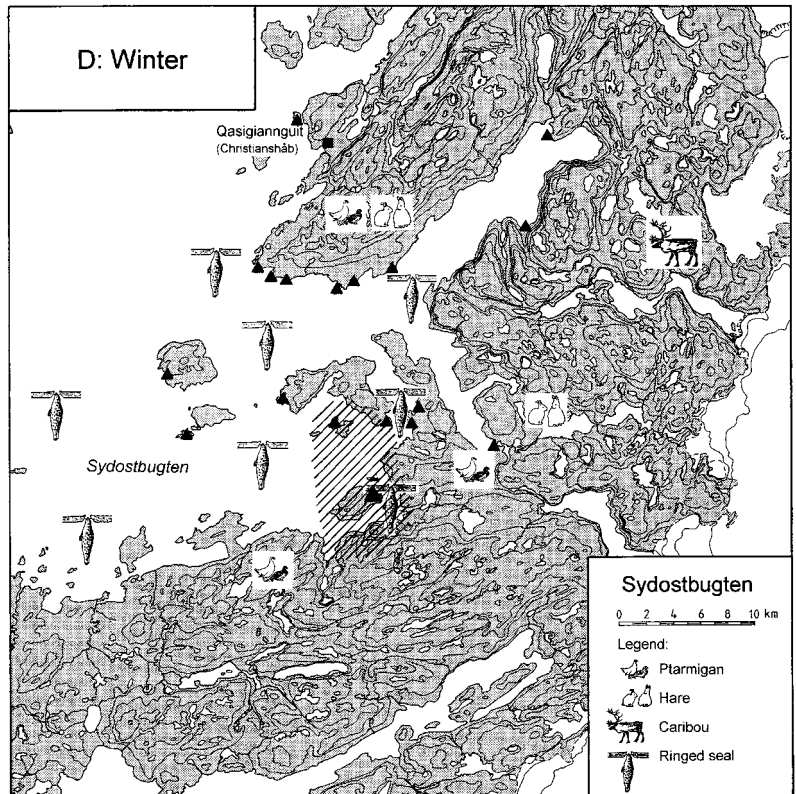 D: Winter
Qasigiannguit
(Christianshåb)
Sydostbugten
Sydostbugten
0 2 4 6 8 10 km
Legend:
Ptarmigan
Hare
Caribou
Ringed seal